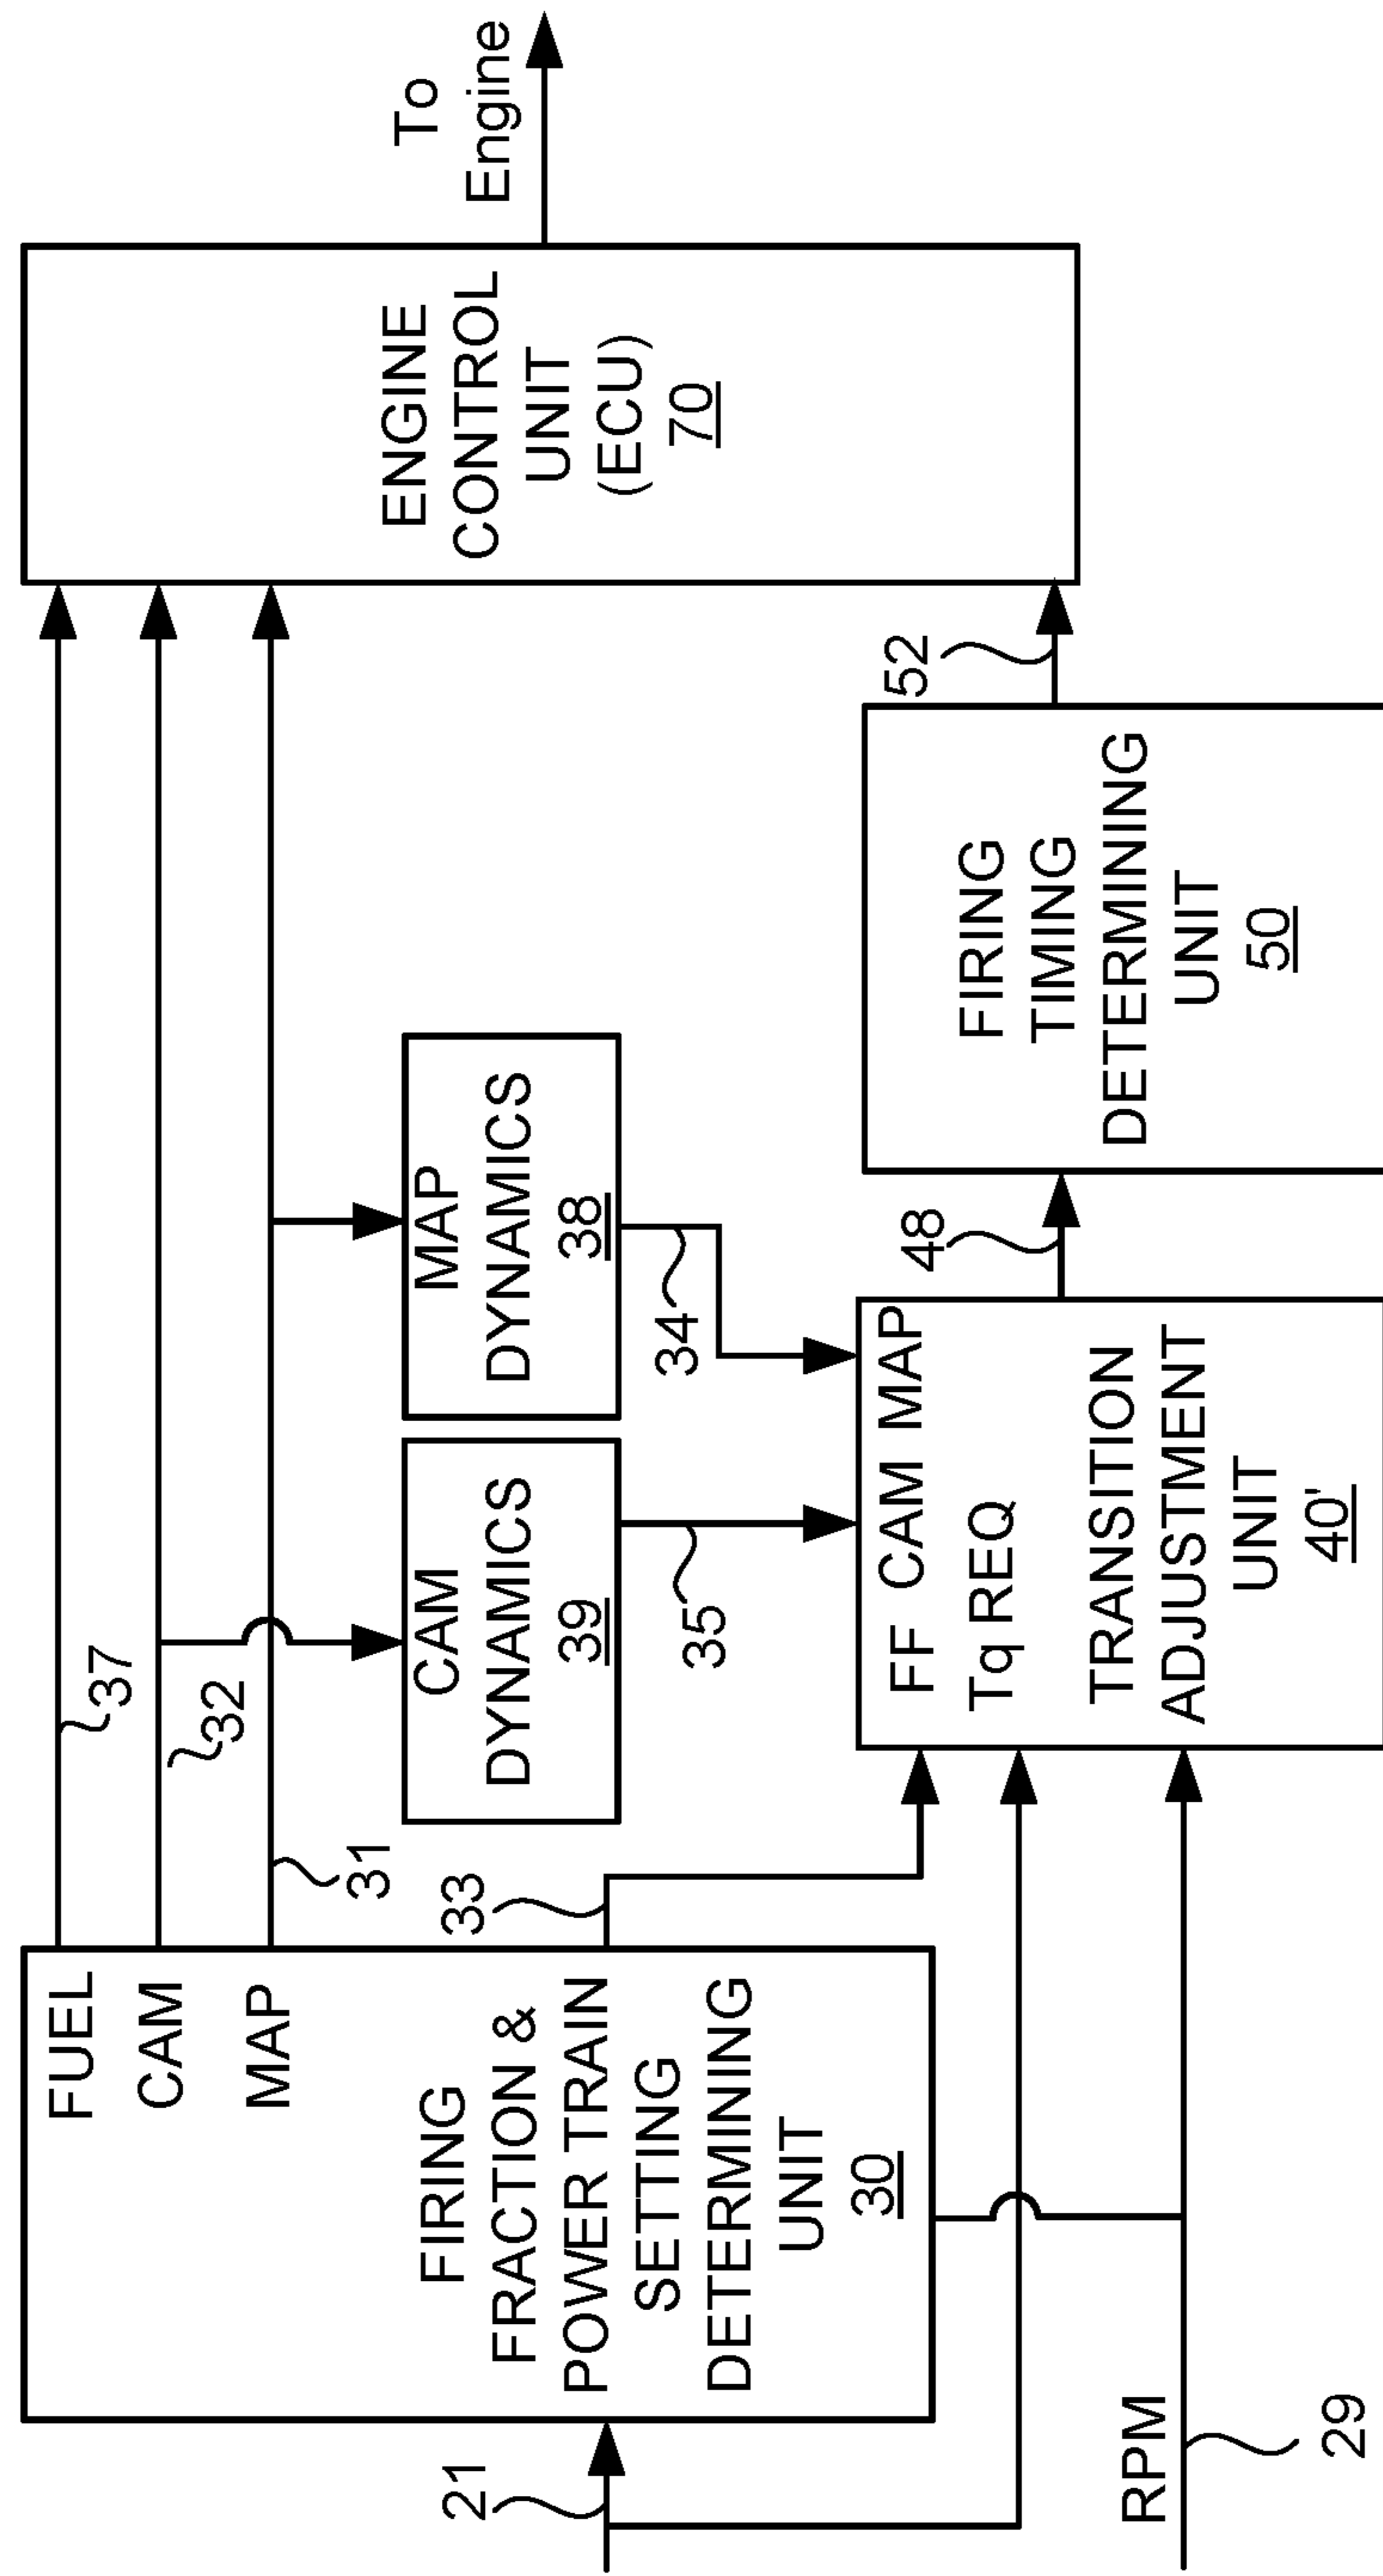 FUEL
CAM
MAP
FIRING
FRACTION &
POWER TRAIN
SETTING
DETERMINING
UNIT
30
21
RPM
29
37
32
31
33
CAM
DYNAMICS
39
MAP
DYNAMICS
38
35
34
FF CAM MAP
Tq REQ
TRANSITION
ADJUSTMENT
UNIT
40'
48
FIRING
TIMING
DETERMINING
UNIT
50
52
ENGINE
CONTROL
UNIT
(ECU)
70
To
Engine